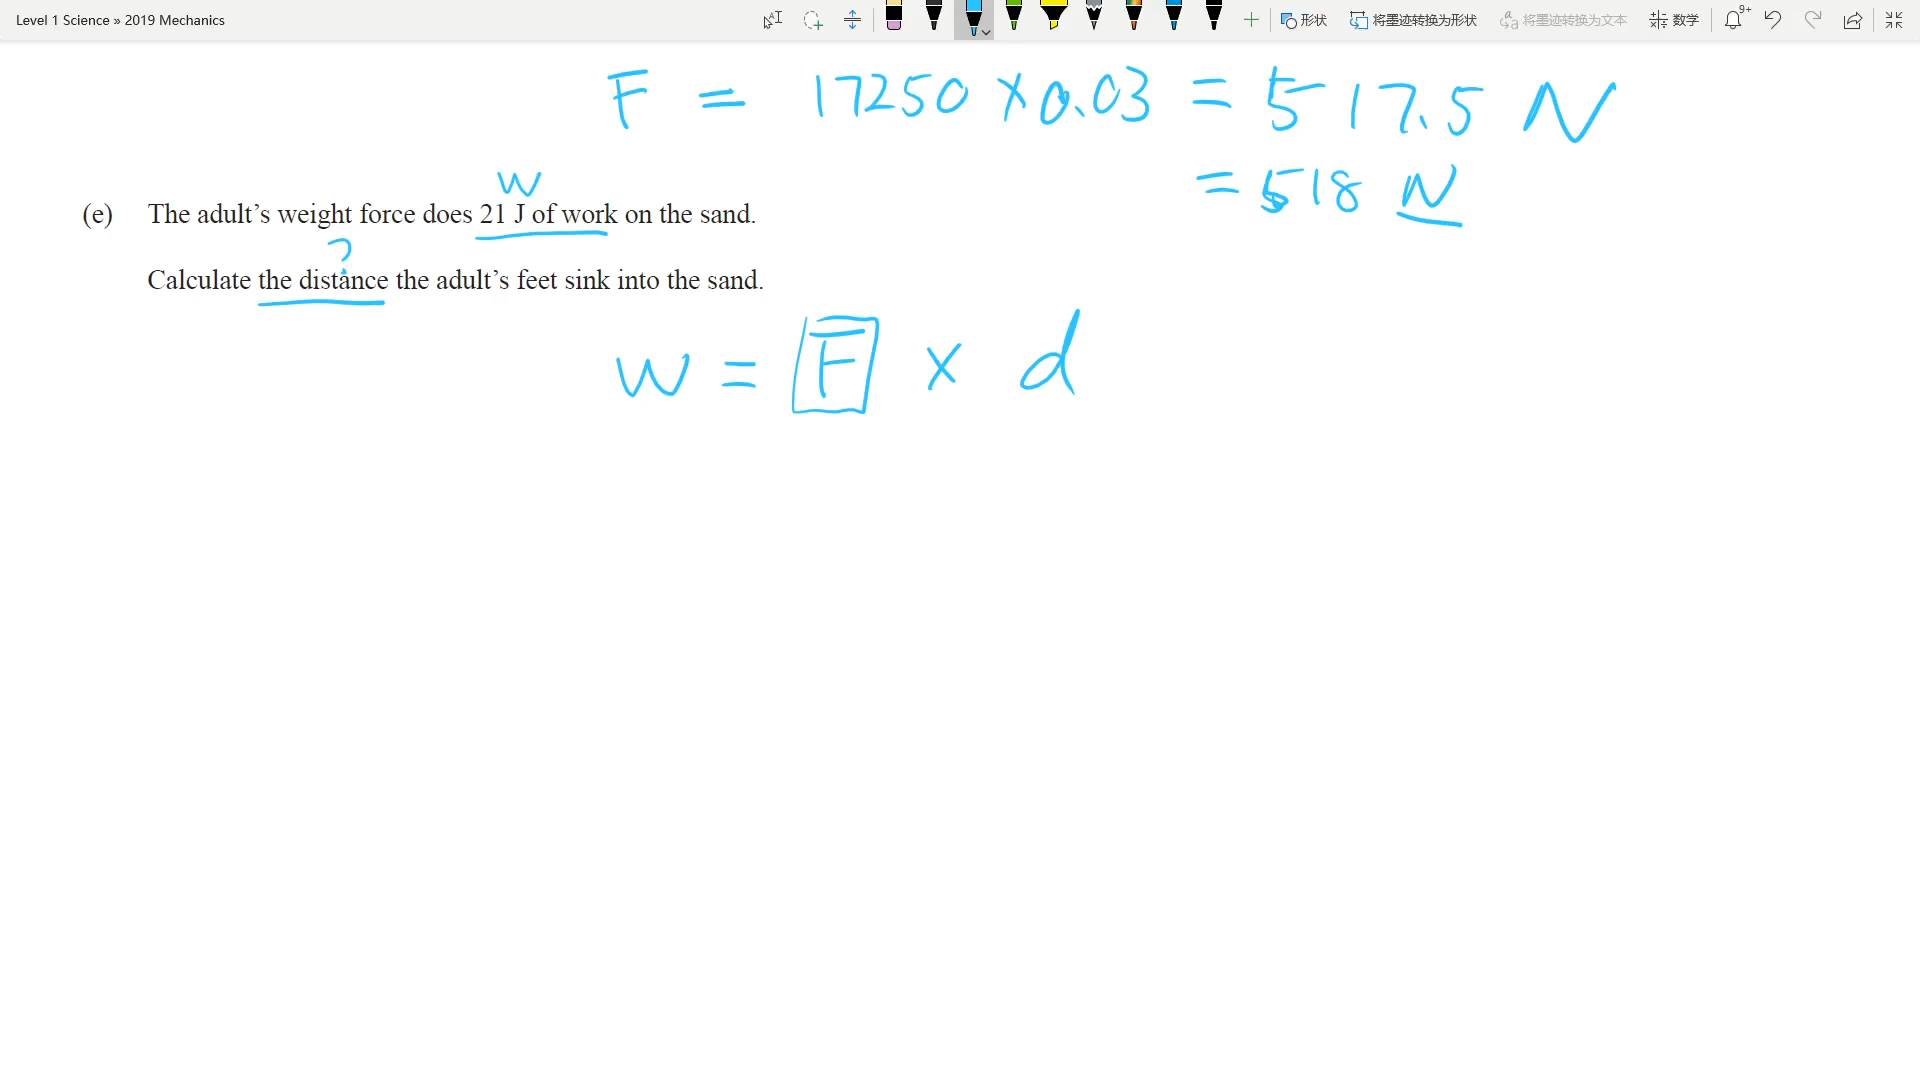 Level 1 Science » 2019 Mechanics
形状 将墨迹转换为形状 将墨迹转换为文本 数学 9+
F = 17250 × 0.03 = 517.5 N
= 518 N
W
(e) The adult’s weight force does 21 J of work on the sand.
?
Calculate the distance the adult’s feet sink into the sand.
W = F × d